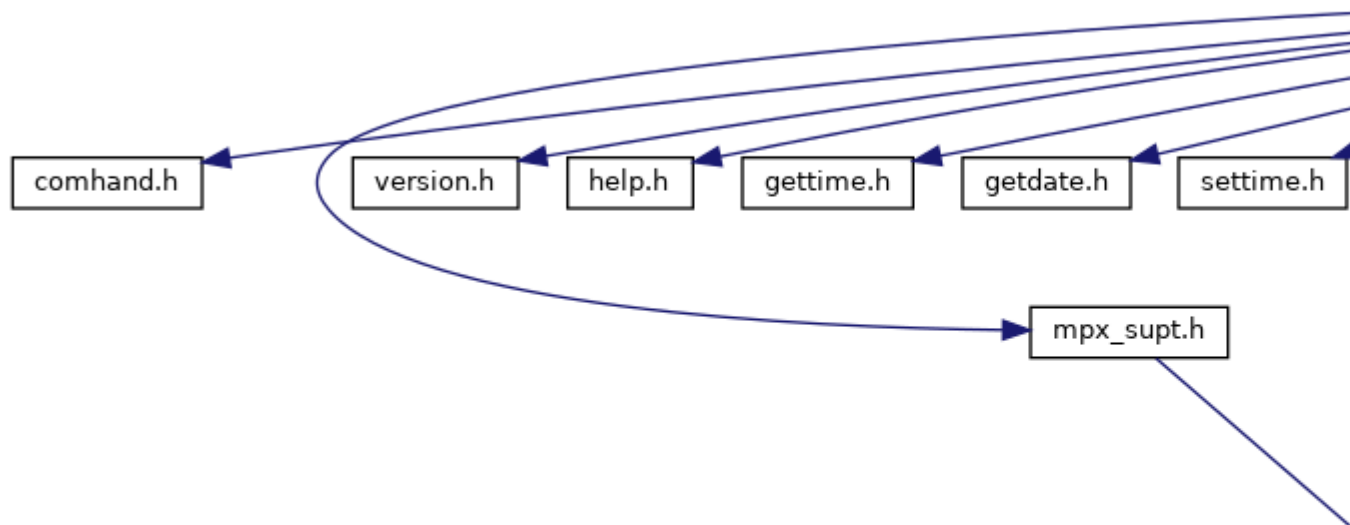 comhand.h
version.h
help.h
gettime.h
getdate.h
settime.h
mpx_supt.h